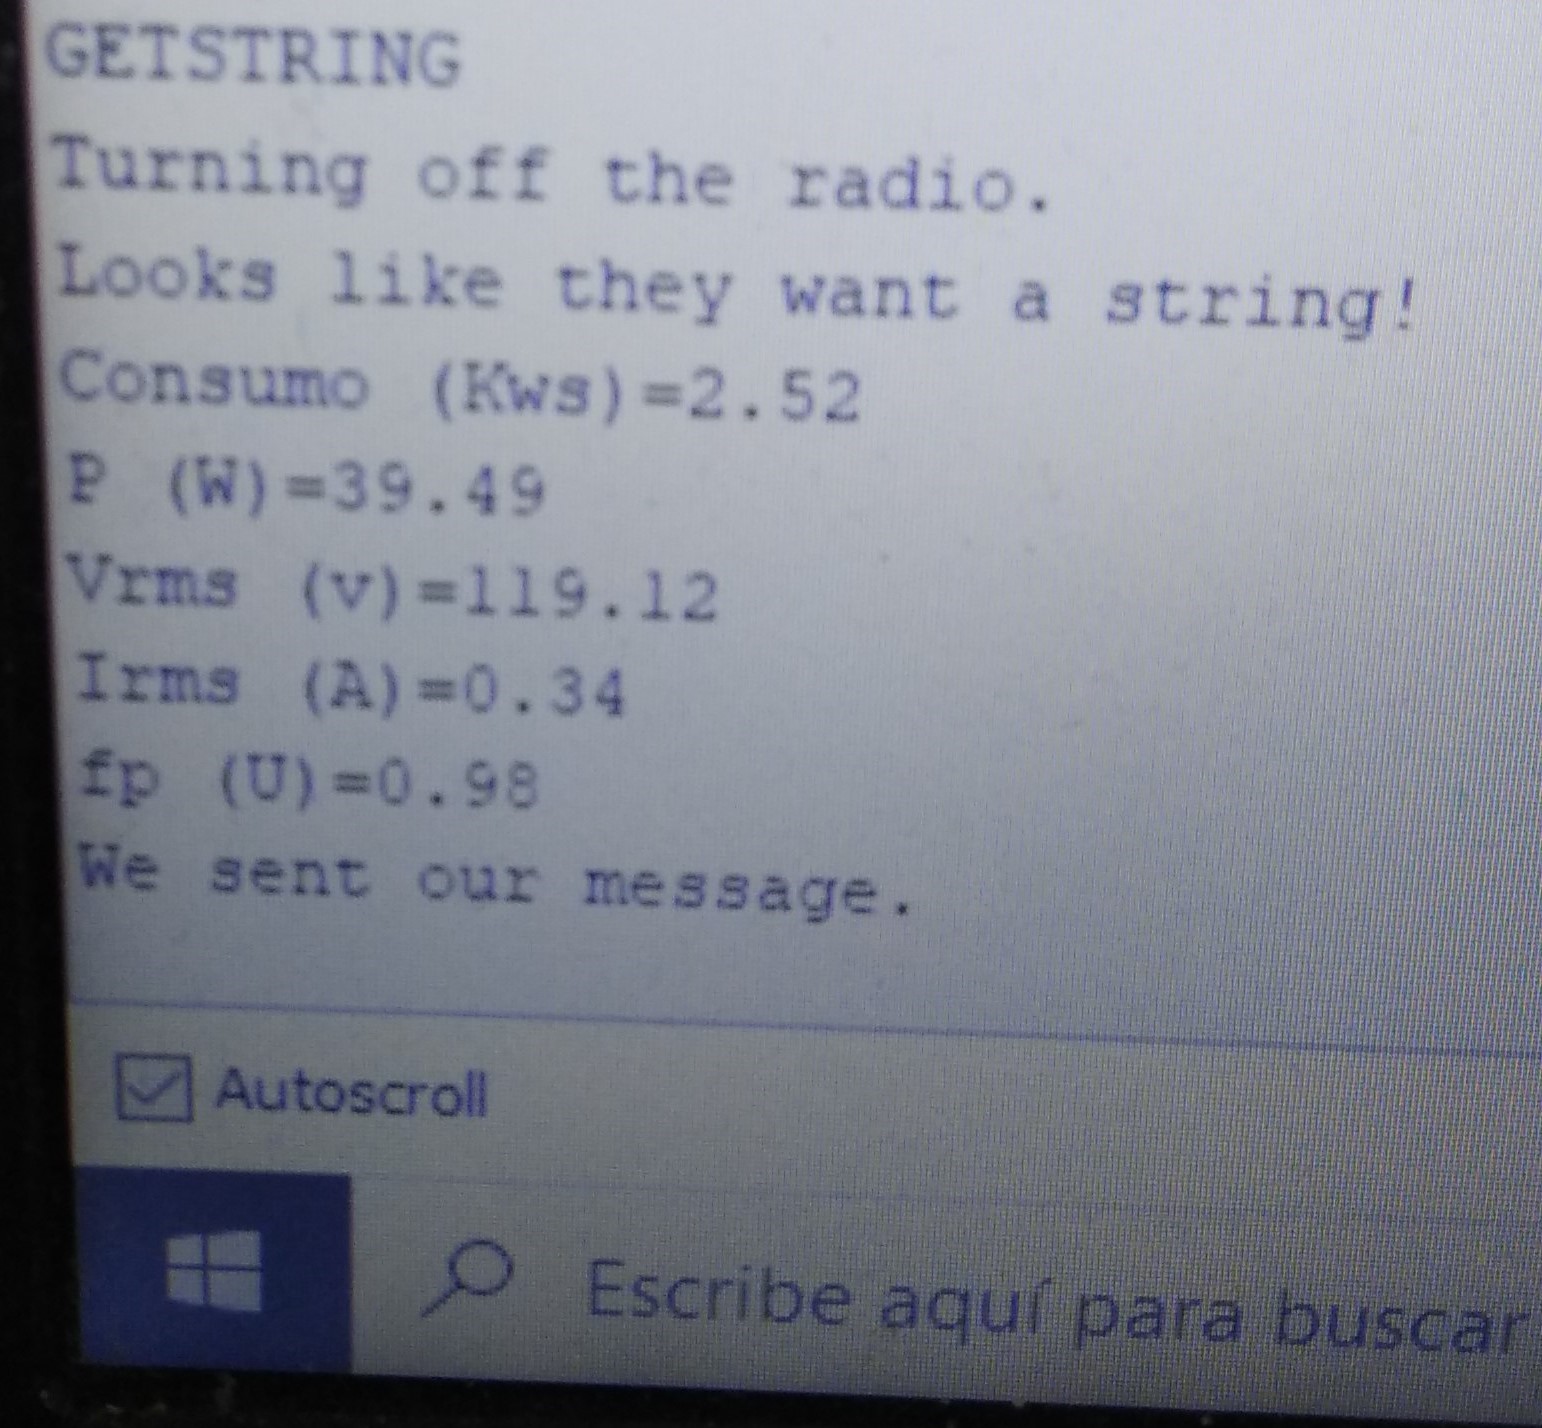 GETSTRING
Turning off the radio.
Looks like they want a string!
Consumo (Kws)=2.52
P (W)=39.49
Vrms (v)=119.12
Irms (A)=0.34
fp (U)=0.98
We sent our message.
Autoscroll
Escribe aquí para buscar